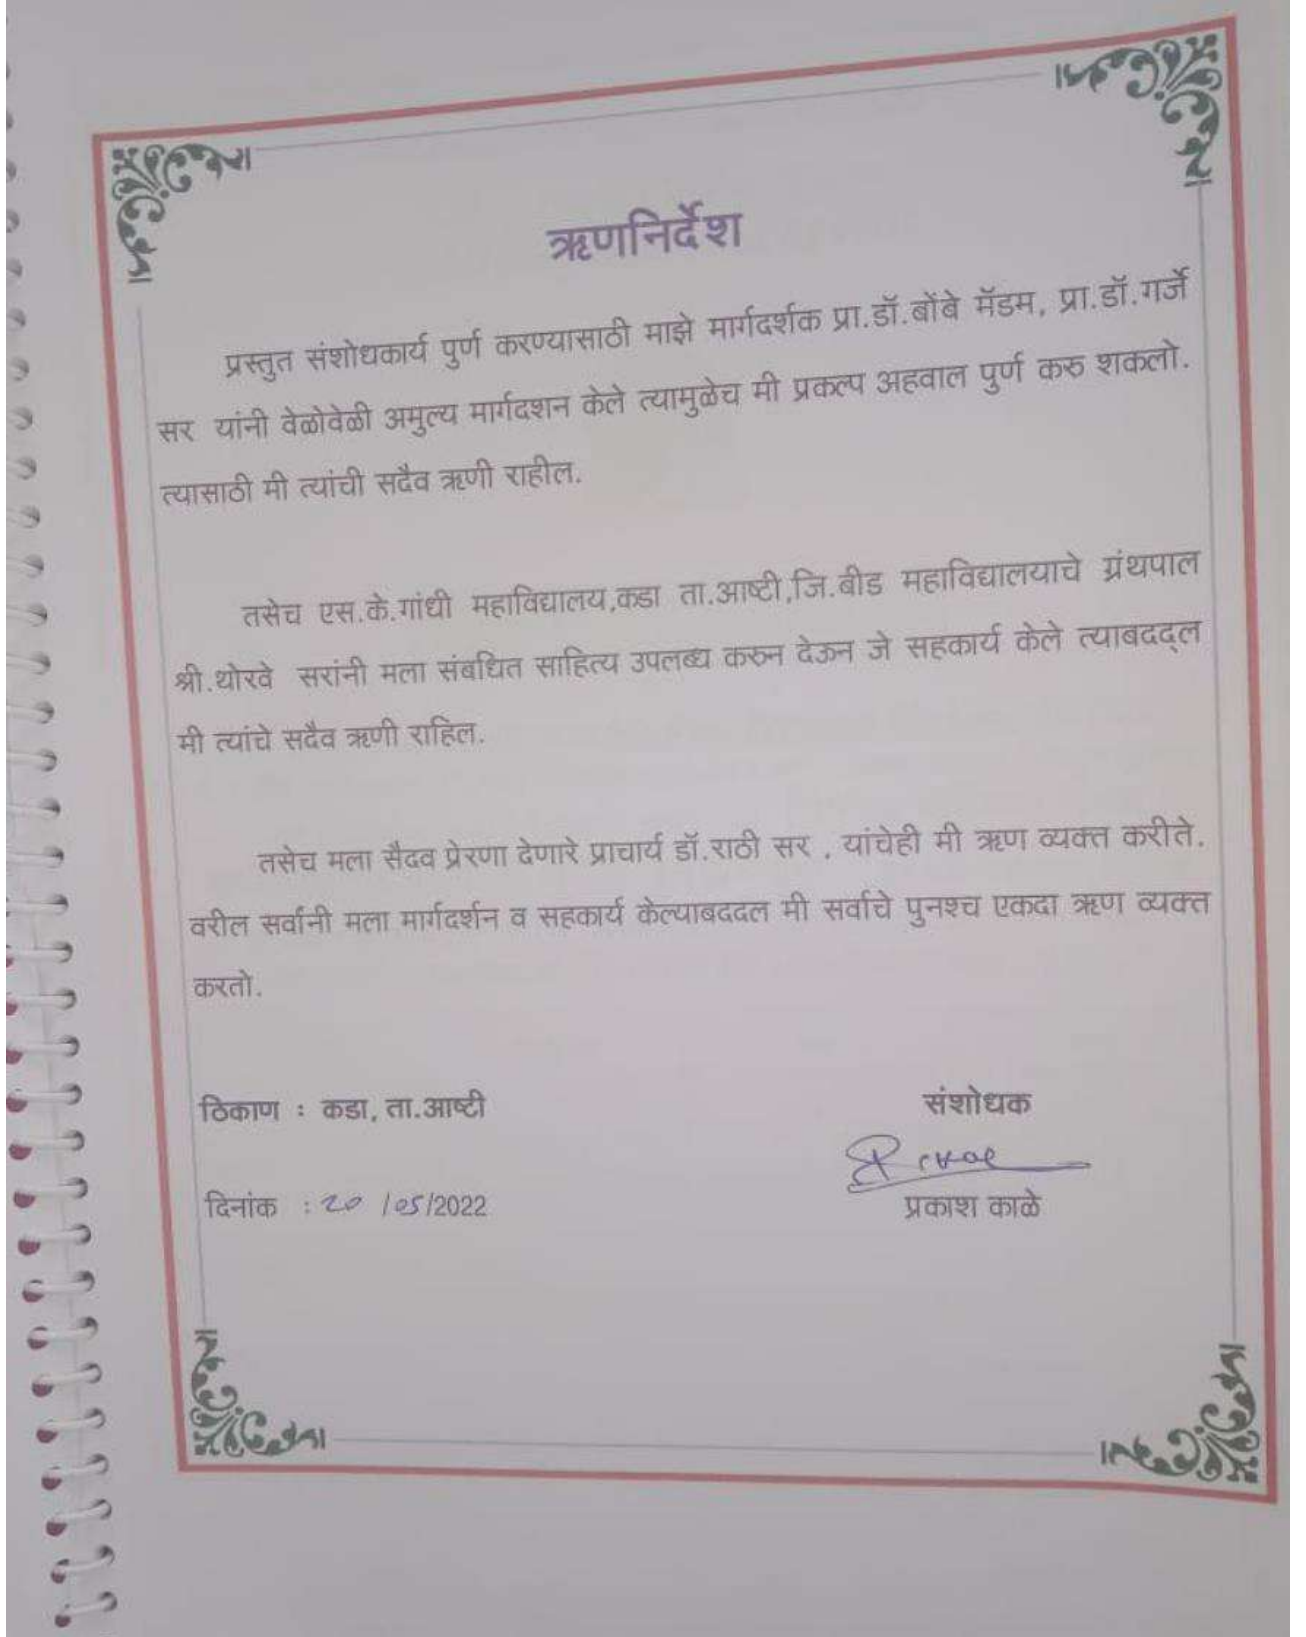 ऋणनिर्देश
प्रस्तुत संशोधकार्य पुर्ण करण्यासाठी माझे मार्गदर्शक प्रा.डॉ.बोंबे मॅडम, प्रा.डॉ.गर्जे
सर यांनी वेळोवेळी अमुल्य मार्गदशन केले त्यामुळेच मी प्रकल्प अहवाल पुर्ण करु शकलो.
त्यासाठी मी त्यांची सदैव ऋणी राहील.
तसेच एस.के.गांधी महाविद्यालय,कडा ता.आष्टी,जि.बीड महाविद्यालयाचे ग्रंथपाल
श्री.थोरवे सरांनी मला संबधित साहित्य उपलब्ध करुन देऊन जे सहकार्य केले त्याबदद्ल
मी त्यांचे सदैव ऋणी राहिल.
तसेच मला सैदव प्रेरणा देणारे प्राचार्य डॉ.राठी सर . यांचेही मी ऋण व्यक्त करीते.
वरील सर्वानी मला मार्गदर्शन व सहकार्य केल्याबददल मी सर्वाचे पुनश्च एकदा ऋण व्यक्त
करतो.
ठिकाण : कडा, ता.आष्टी
संशोधक
दिनांक : 20 /05/2022
प्रकाश काळे